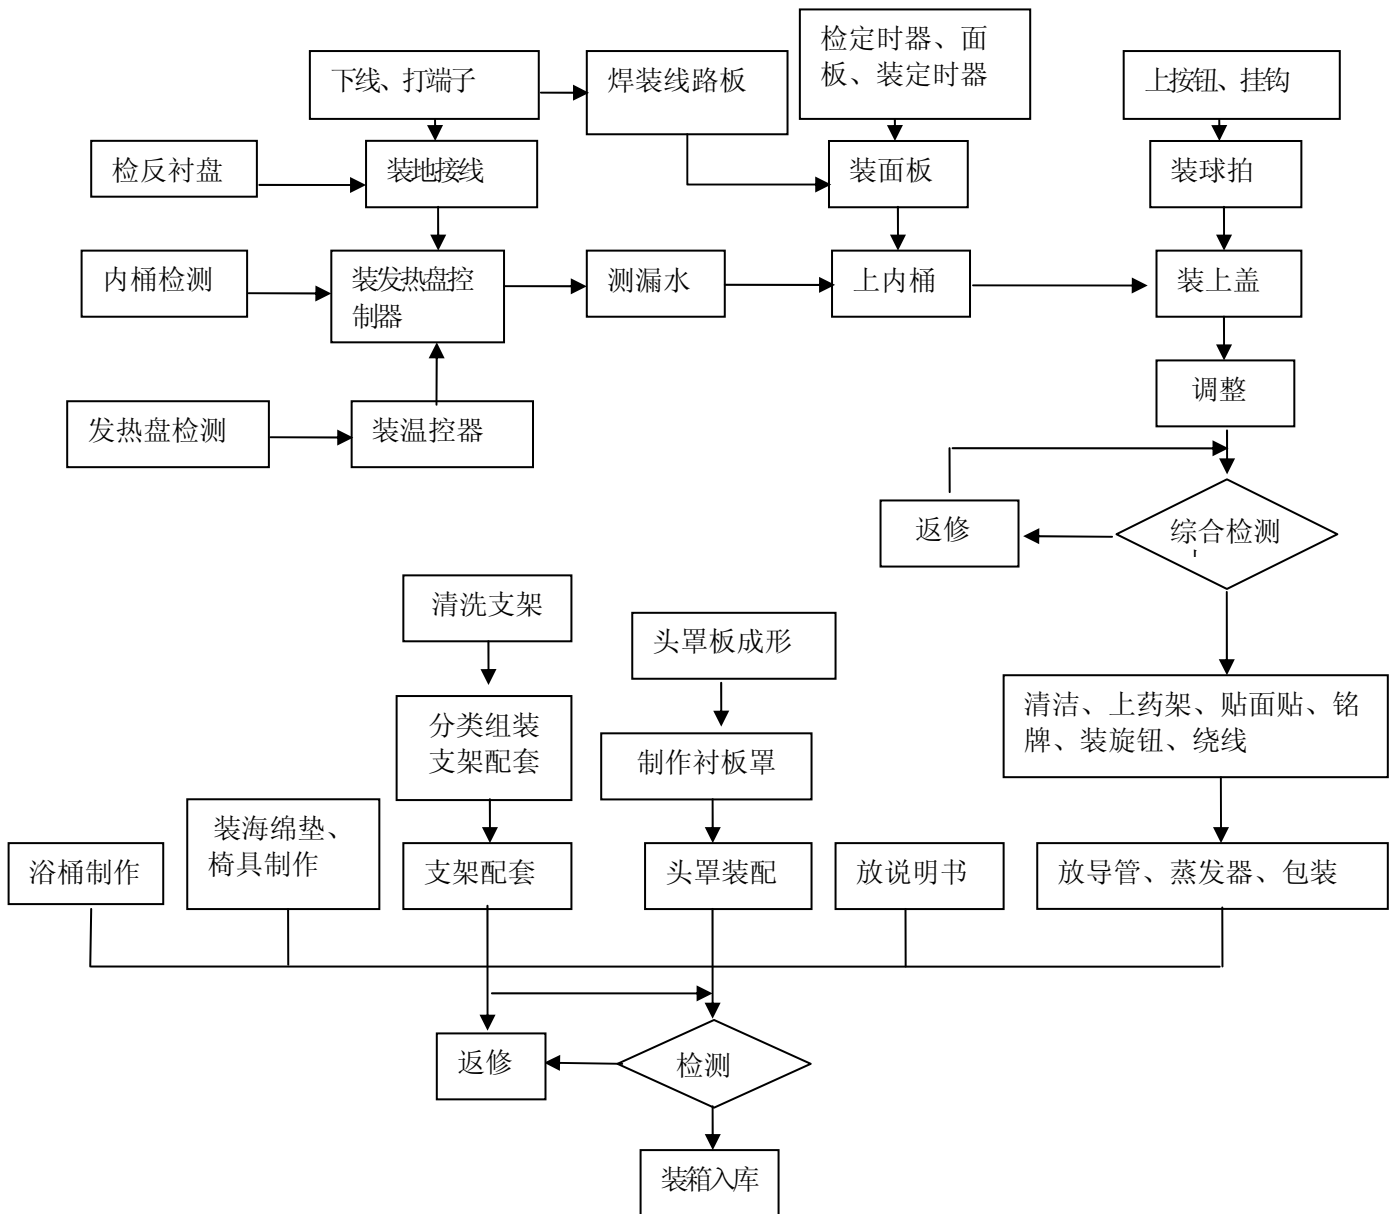 检定时器、面
板、装定时器
下线、打端子
焊装线路板
上按钮、挂钩
检反衬盘
装地接线
装面板
装球拍
内桶检测
装发热盘控
制器
测漏水
上内桶
装上盖
调整
发热盘检测
装温控器
返修
综合检测
清洗支架
头罩板成形
分类组装
支架配套
制作衬板罩
清洁、上药架、贴面贴、铭
牌、装旋钮、绕线
装海绵垫、
椅具制作
浴桶制作
支架配套
头罩装配
放说明书
放导管、蒸发器、包装
返修
检测
装箱入库